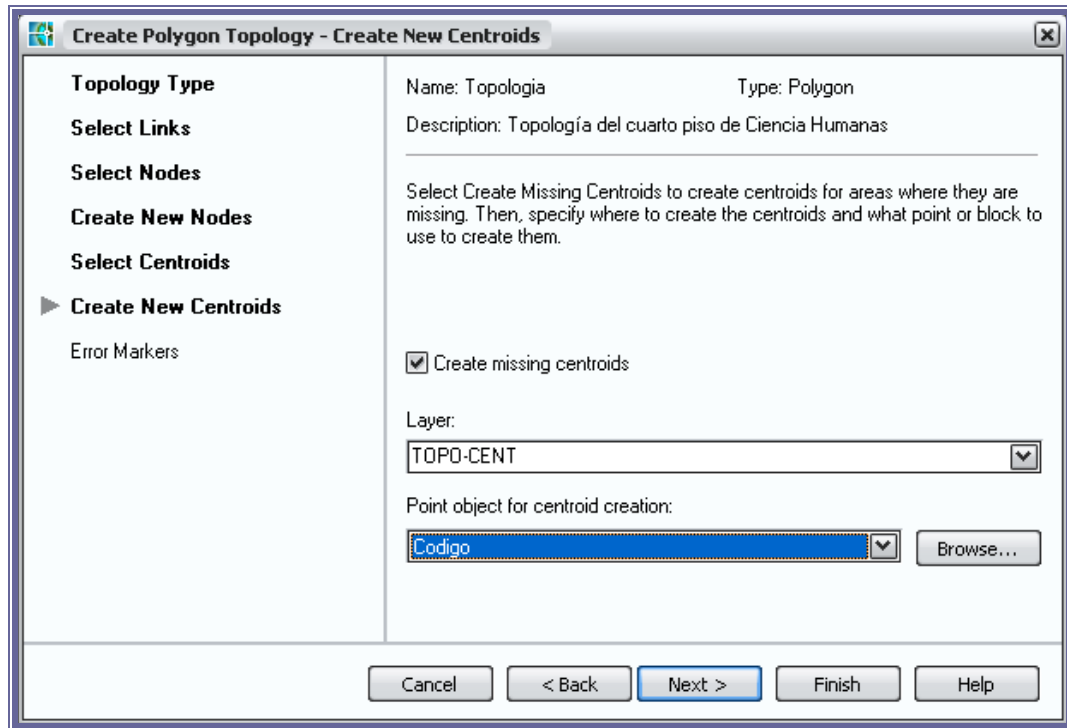 Create Polygon Topology - Create New Centroids
Topology Type
Select Links
Select Nodes
Create New Nodes
Select Centroids
Create New Centroids
Error Markers
Name: Topologia
Type: Polygon
Description: Topología del cuarto piso de Ciencia Humanas
Select Create Missing Centroids to create centroids for areas where they are
missing. Then, specify where to create the centroids and what point or block to
use to create them.
Create missing centroids
Layer:
TOPO-CENT
Point object for centroid creation:
Codigo
Browse...
Cancel
< Back
Next >
Finish
Help